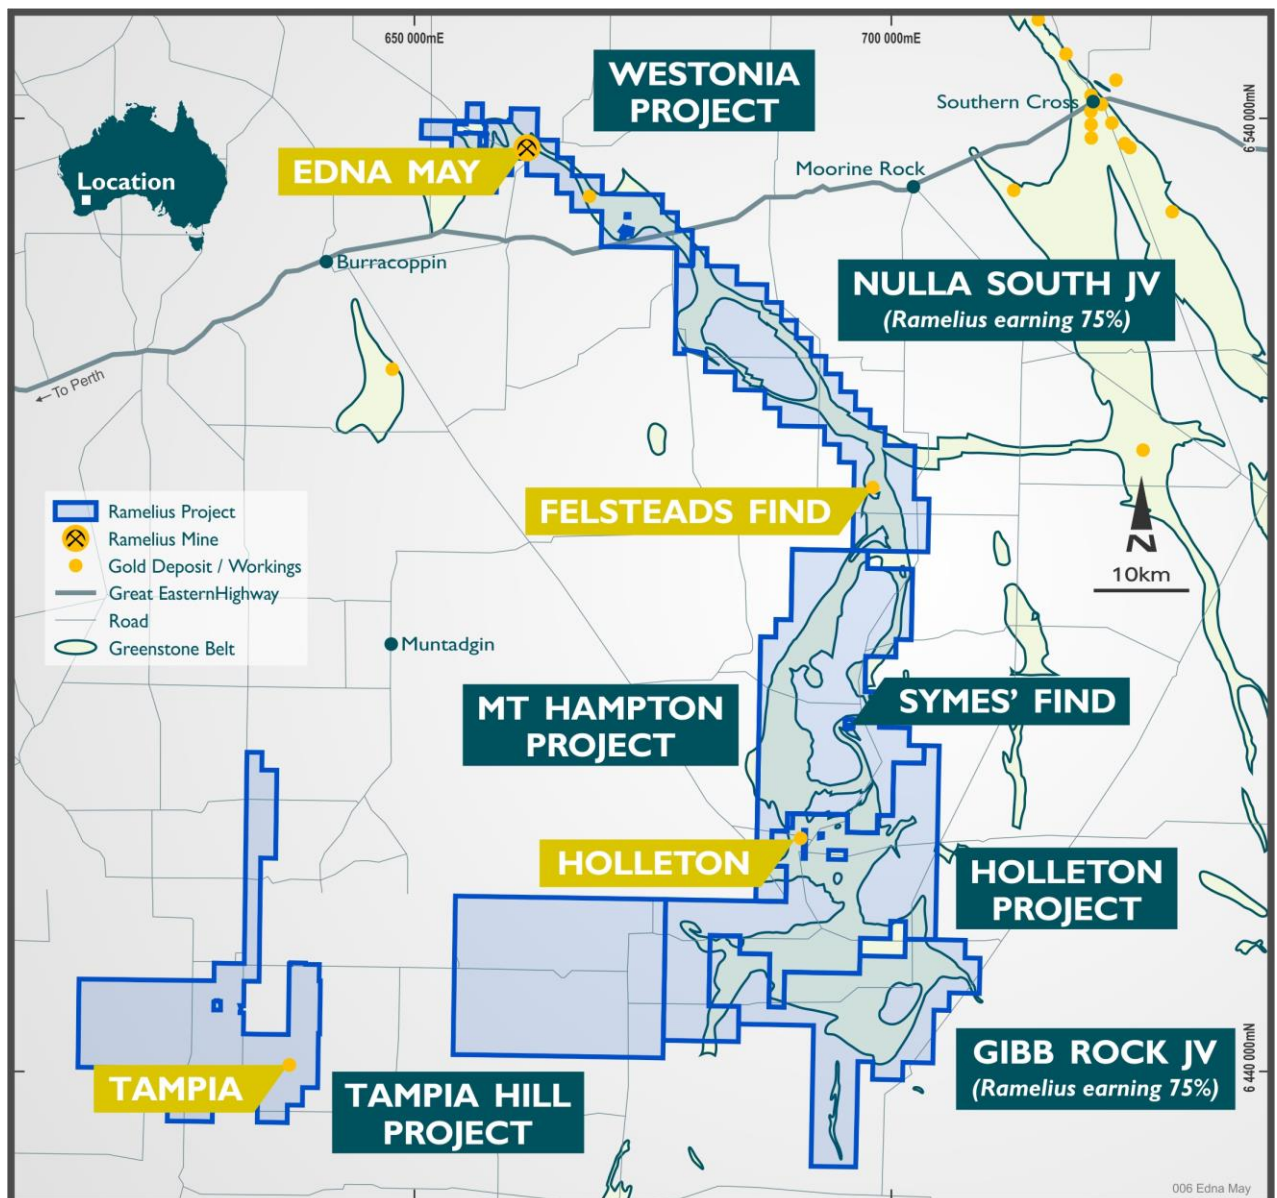 650 000mE
700 000mE
WESTONIA
PROJECT
Southern Cross
6 540 000mN
Moorine Rock
EDNA MAY
Location
Burracoppin
NULLA SOUTH JV
(Ramelius earning 75%)
To Perth
FELSTEADS FIND
Ramelius Project
Ramelius Mine
Gold Deposit / Workings
Great EasternHighway
Road
Greenstone Belt
N
10km
Muntadgin
MT HAMPTON
PROJECT
SYMES’ FIND
HOLLETON
HOLLETON
PROJECT
GIBB ROCK JV
(Ramelius earning 75%)
6 440 000mN
TAMPIA
TAMPIA HILL
PROJECT
006 Edna May